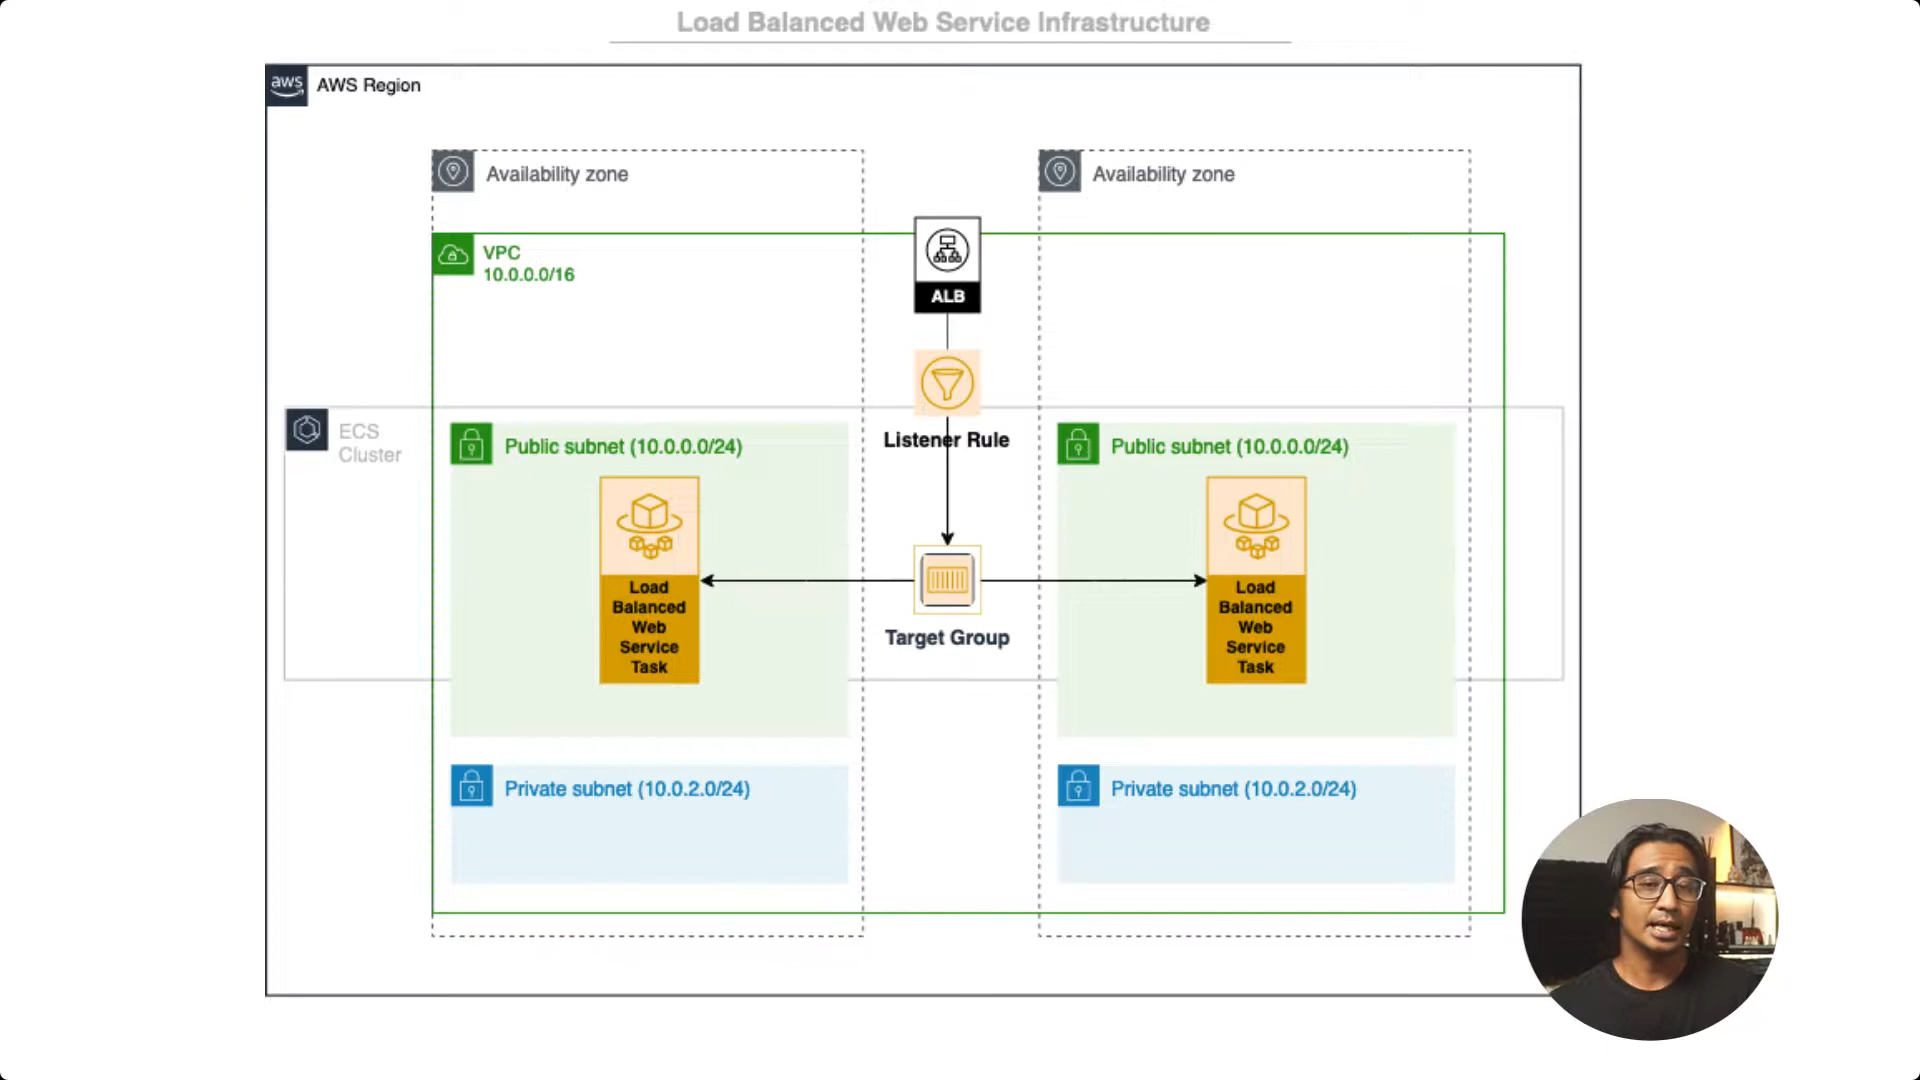 Load Balanced Web Service Infrastructure
aws
AWS Region
Availability zone
Availability zone
VPC
10.0.0.0/16
ALB
ECS
Cluster
Public subnet (10.0.0.0/24)
Listener Rule
Public subnet (10.0.0.0/24)
Load
Balanced
Web
Service
Task
Target Group
Load
Balanced
Web
Service
Task
Private subnet (10.0.2.0/24)
Private subnet (10.0.2.0/24)